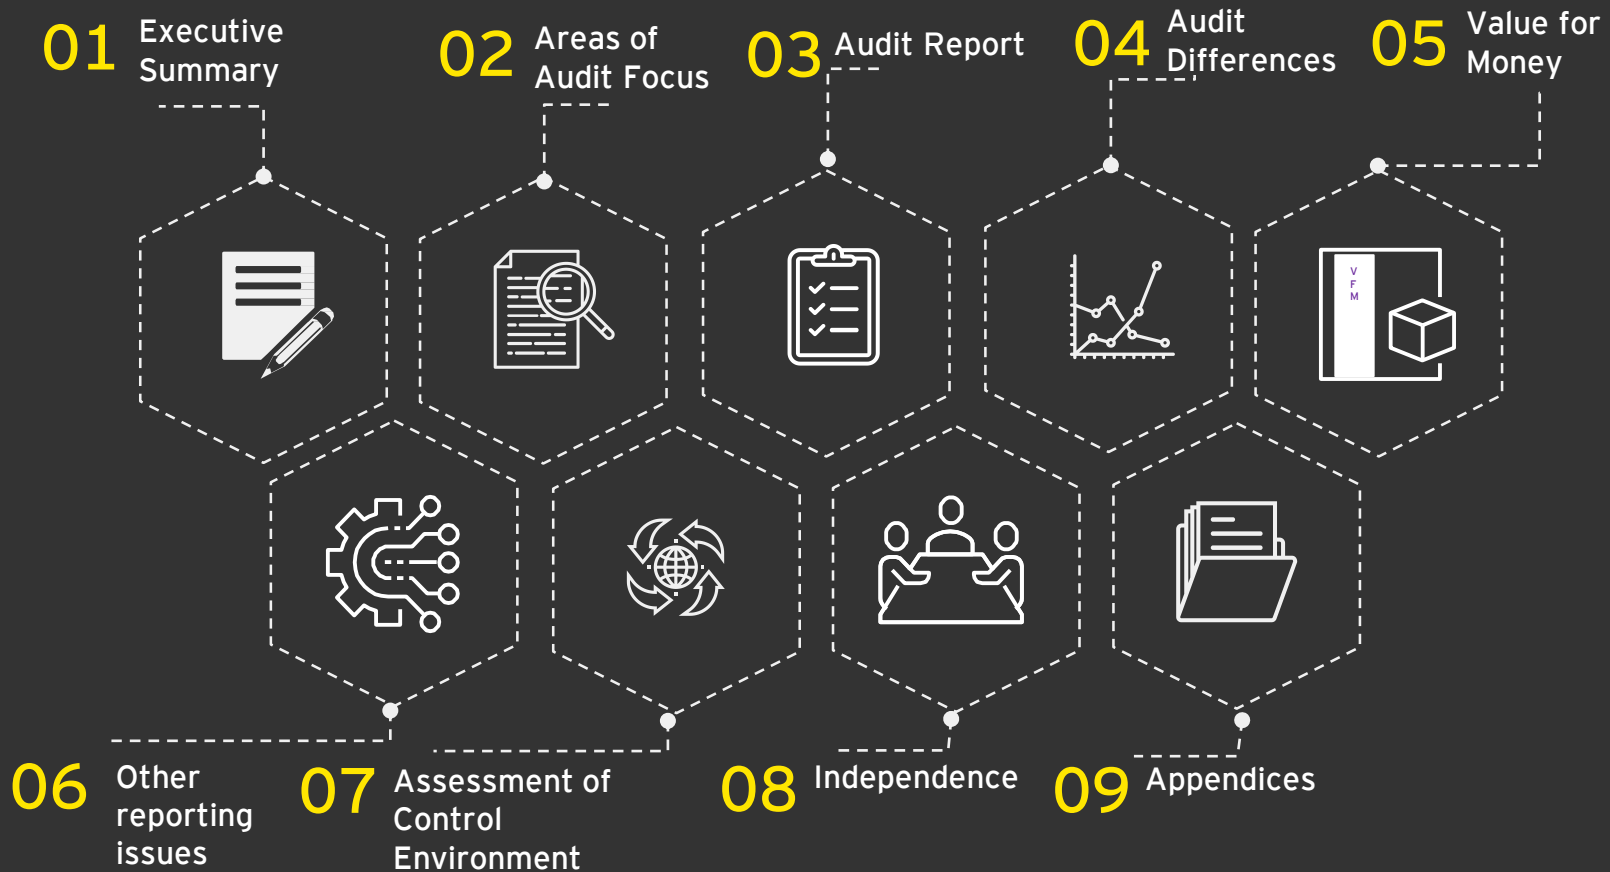 01 Executive
Summary
02 Areas of
Audit Focus
03 Audit Report
04 Audit
Differences
05 Value for
Money
V
F
M
06 Other
reporting
issues
07 Assessment of
Control
Environment
08 Independence
09 Appendices